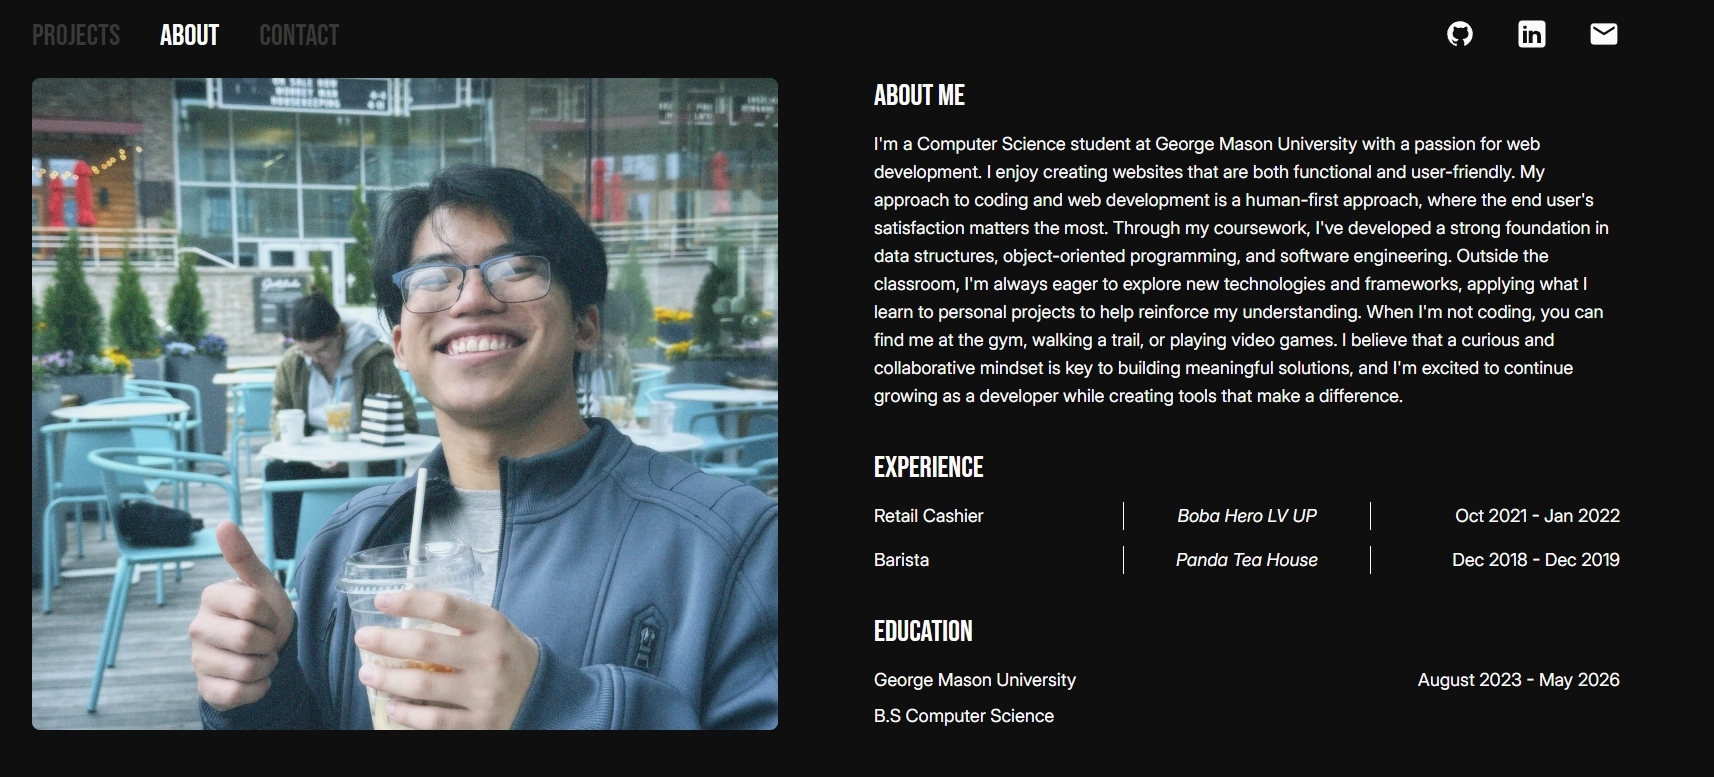 PROJECTS ABOUT CONTACT
in
ABOUT ME
I'm a Computer Science student at George Mason University with a passion for web
development. I enjoy creating websites that are both functional and user-friendly. My
approach to coding and web development is a human-first approach, where the end user's
satisfaction matters the most. Through my coursework, I've developed a strong foundation in
data structures, object-oriented programming, and software engineering. Outside the
classroom, I'm always eager to explore new technologies and frameworks, applying what I
learn to personal projects to help reinforce my understanding. When I'm not coding, you can
find me at the gym, walking a trail, or playing video games. I believe that a curious and
collaborative mindset is key to building meaningful solutions, and I'm excited to continue
growing as a developer while creating tools that make a difference.
EXPERIENCE
Retail Cashier Boba Hero LV UP Oct 2021 - Jan 2022
Barista Panda Tea House Dec 2018 - Dec 2019
EDUCATION
George Mason University August 2023 - May 2026
B.S Computer Science
ON SALE NOW
MONKEY MAN
HOUSEKEEPING